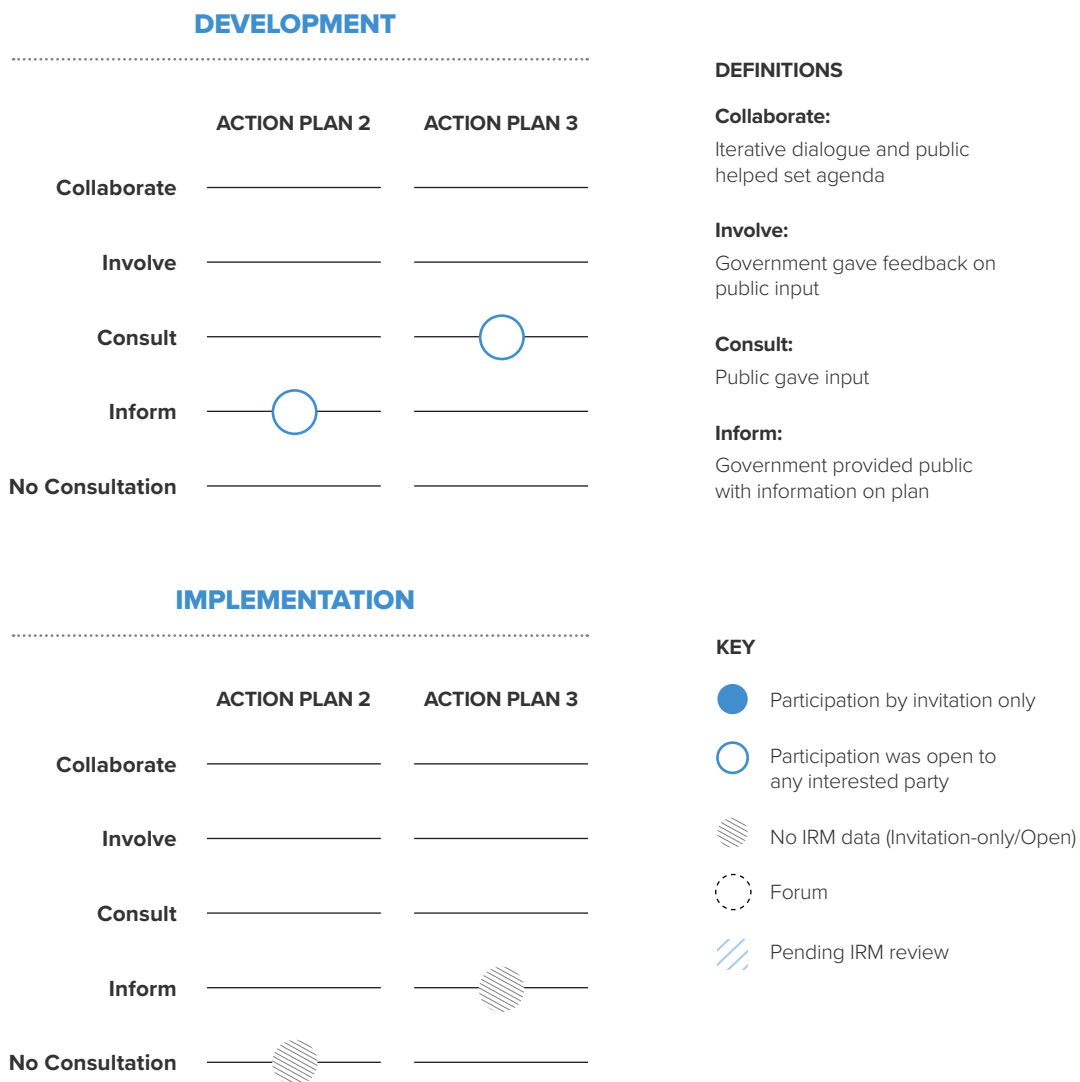 DEVELOPMENT
ACTION PLAN 2 ACTION PLAN 3
Collaborate
Involve
Consult
Inform
No Consultation
DEFINITIONS
Collaborate:
Iterative dialogue and public
helped set agenda
Involve:
Government gave feedback on
public input
Consult:
Public gave input
Inform:
Government provided public
with information on plan
IMPLEMENTATION
ACTION PLAN 2 ACTION PLAN 3
Collaborate
Involve
Consult
Inform
No Consultation
KEY
Participation by invitation only
Participation was open to
any interested party
No IRM data (Invitation-only/Open)
Forum
Pending IRM review